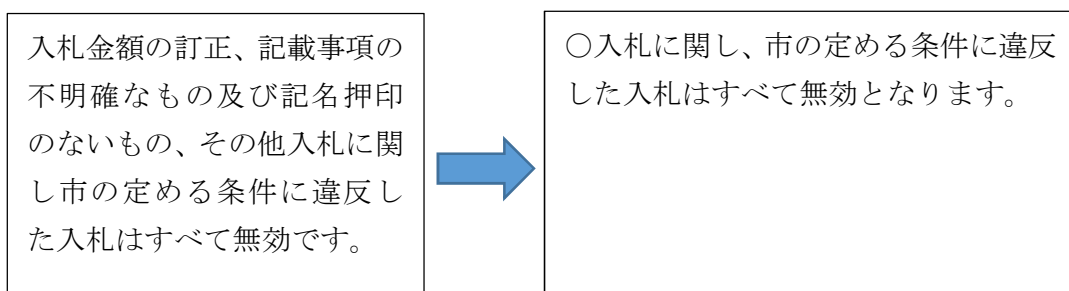 入札金額の訂正、記載事項の
不明確なもの及び記名押印
のないもの、その他入札に関
し市の定める条件に違反し
た入札はすべて無効です。
○入札に関し、市の定める条件に違反
した入札はすべて無効となります。